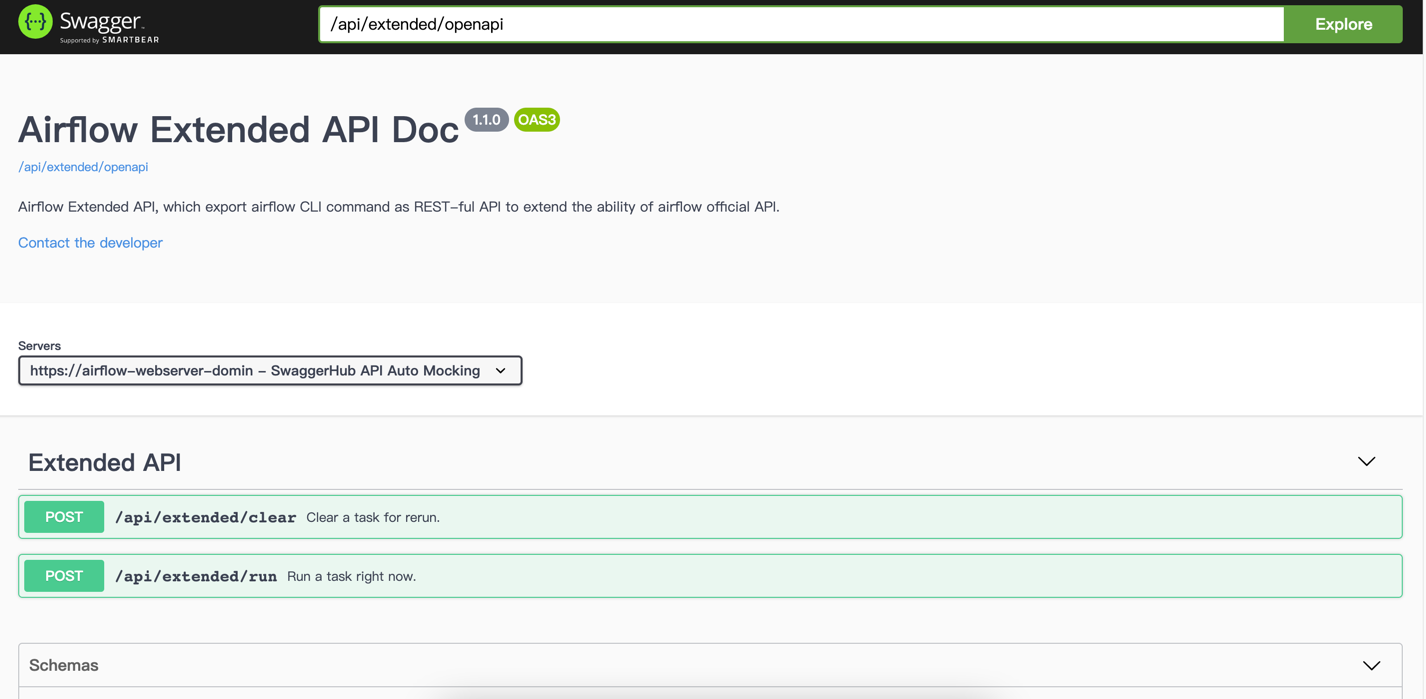 Swagger™
Supported by SMARTBEAR
/api/extended/openapi
Explore
Airflow Extended API Doc 1.1.0 OAS3
/api/extended/openapi
Airflow Extended API, which export airflow CLI command as REST-ful API to extend the ability of airflow official API.
Contact the developer
Servers
https://airflow-webserver-domin - SwaggerHub API Auto Mocking
Extended API
POST /api/extended/clear Clear a task for rerun.
POST /api/extended/run Run a task right now.
Schemas